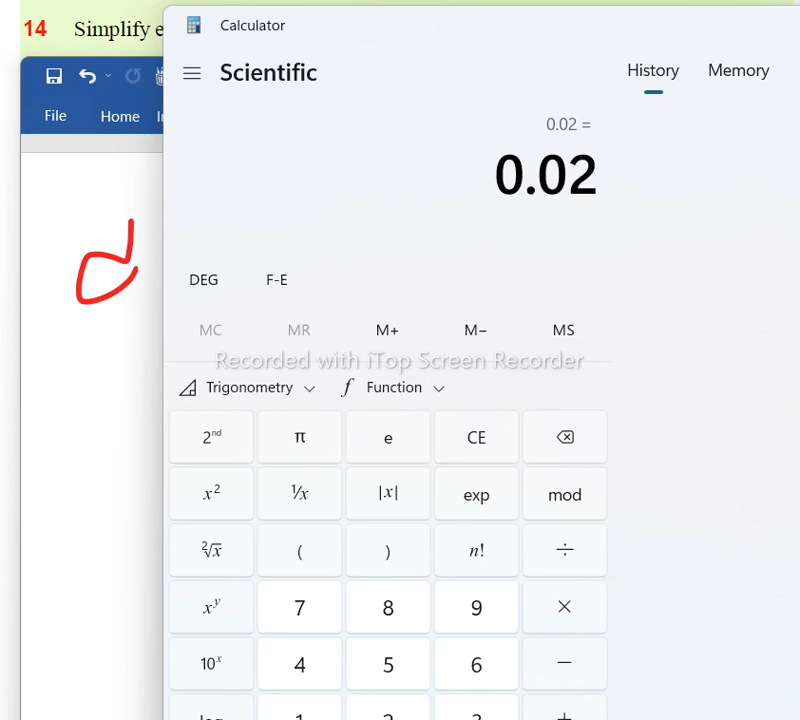 14 Simplify e
Calculator
Scientific
History Memory
File Home
0.02 =
0.02
DEG F-E
MC MR M+ M− MS
Recorded with iTop Screen Recorder
Trigonometry f Function
2ⁿᵈ π e CE
x² ¹/x |x| exp mod
²√x ( ) n! ÷
xʸ 7 8 9 ×
10ˣ 4 5 6 −